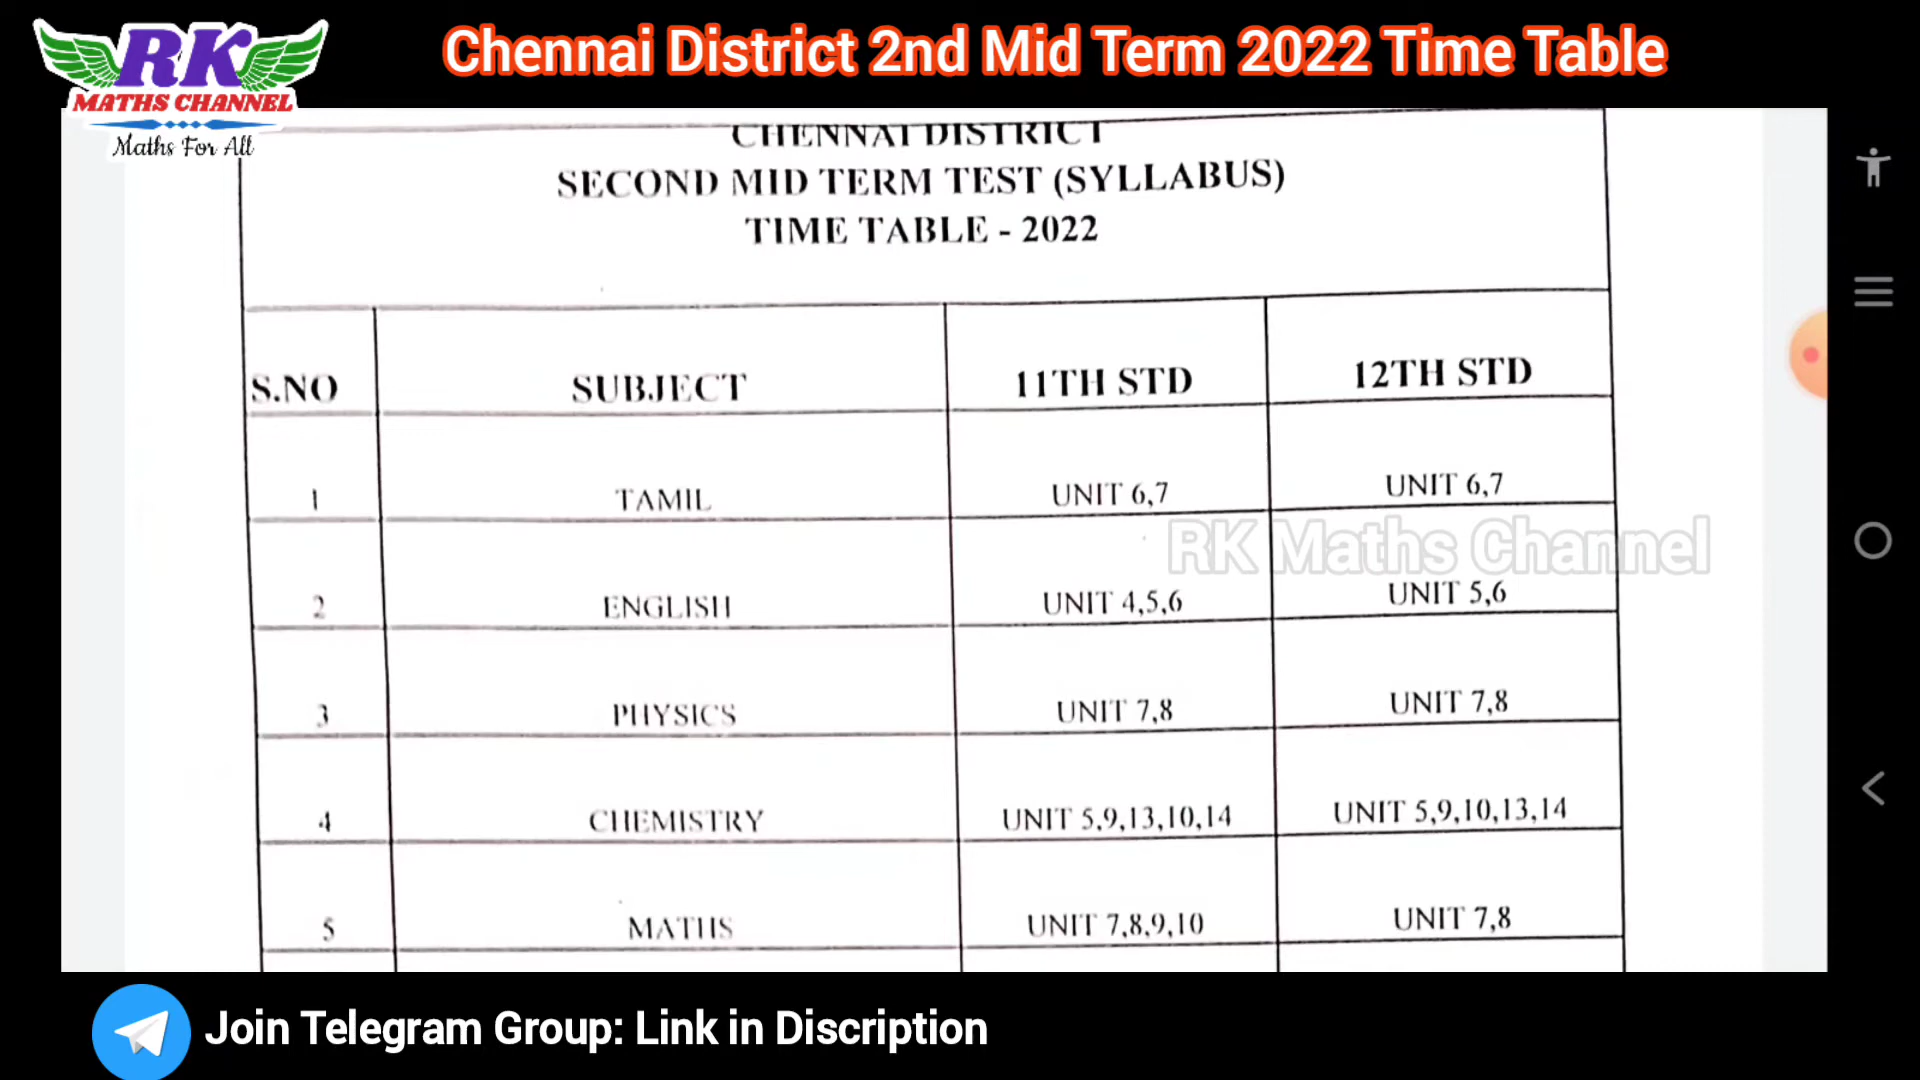 RK
MATHS CHANNEL
Maths For All
Chennai District 2nd Mid Term 2022 Time Table
CHENNAI DISTRICT
SECOND MID TERM TEST (SYLLABUS)
TIME TABLE - 2022
S.NO SUBJECT 11TH STD 12TH STD
1 TAMIL UNIT 6,7 UNIT 6,7
RK Maths Channel
2 ENGLISH UNIT 4,5,6 UNIT 5,6
3 PHYSICS UNIT 7,8 UNIT 7,8
4 CHEMISTRY UNIT 5,9,13,10,14 UNIT 5,9,10,13,14
5 MATHS UNIT 7,8,9,10 UNIT 7,8
Join Telegram Group: Link in Discription